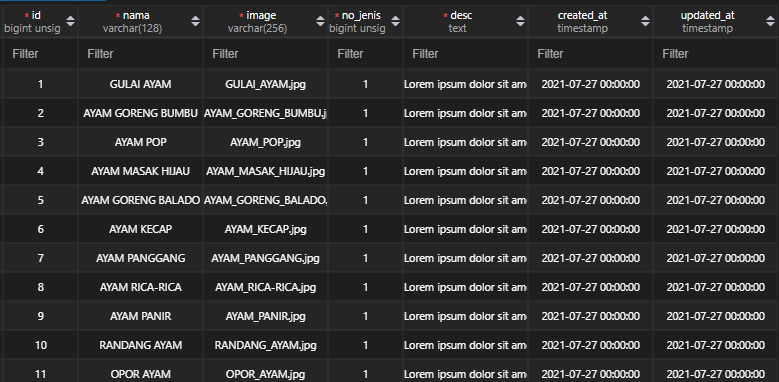 * id * nama * image * no_jenis * desc created_at updated_at
bigint unsig varchar(128) varchar(256) bigint unsig text timestamp timestamp
Filter Filter Filter Filter Filter Filter Filter
1 GULAI AYAM GULAI_AYAM.jpg 1 Lorem ipsum dolor sit ame 2021-07-27 00:00:00 2021-07-27 00:00:00
2 AYAM GORENG BUMBU AYAM_GORENG_BUMBU.j 1 Lorem ipsum dolor sit ame 2021-07-27 00:00:00 2021-07-27 00:00:00
3 AYAM POP AYAM_POP.jpg 1 Lorem ipsum dolor sit ame 2021-07-27 00:00:00 2021-07-27 00:00:00
4 AYAM MASAK HIJAU AYAM_MASAK_HIJAU.jpg 1 Lorem ipsum dolor sit ame 2021-07-27 00:00:00 2021-07-27 00:00:00
5 AYAM GORENG BALADO AYAM_GORENG_BALADO. 1 Lorem ipsum dolor sit ame 2021-07-27 00:00:00 2021-07-27 00:00:00
6 AYAM KECAP AYAM_KECAP.jpg 1 Lorem ipsum dolor sit ame 2021-07-27 00:00:00 2021-07-27 00:00:00
7 AYAM PANGGANG AYAM_PANGGANG.jpg 1 Lorem ipsum dolor sit ame 2021-07-27 00:00:00 2021-07-27 00:00:00
8 AYAM RICA-RICA AYAM_RICA-RICA.jpg 1 Lorem ipsum dolor sit ame 2021-07-27 00:00:00 2021-07-27 00:00:00
9 AYAM PANIR AYAM_PANIR.jpg 1 Lorem ipsum dolor sit ame 2021-07-27 00:00:00 2021-07-27 00:00:00
10 RANDANG AYAM RANDANG_AYAM.jpg 1 Lorem ipsum dolor sit ame 2021-07-27 00:00:00 2021-07-27 00:00:00
11 OPOR AYAM OPOR_AYAM.jpg 1 Lorem ipsum dolor sit ame 2021-07-27 00:00:00 2021-07-27 00:00:00